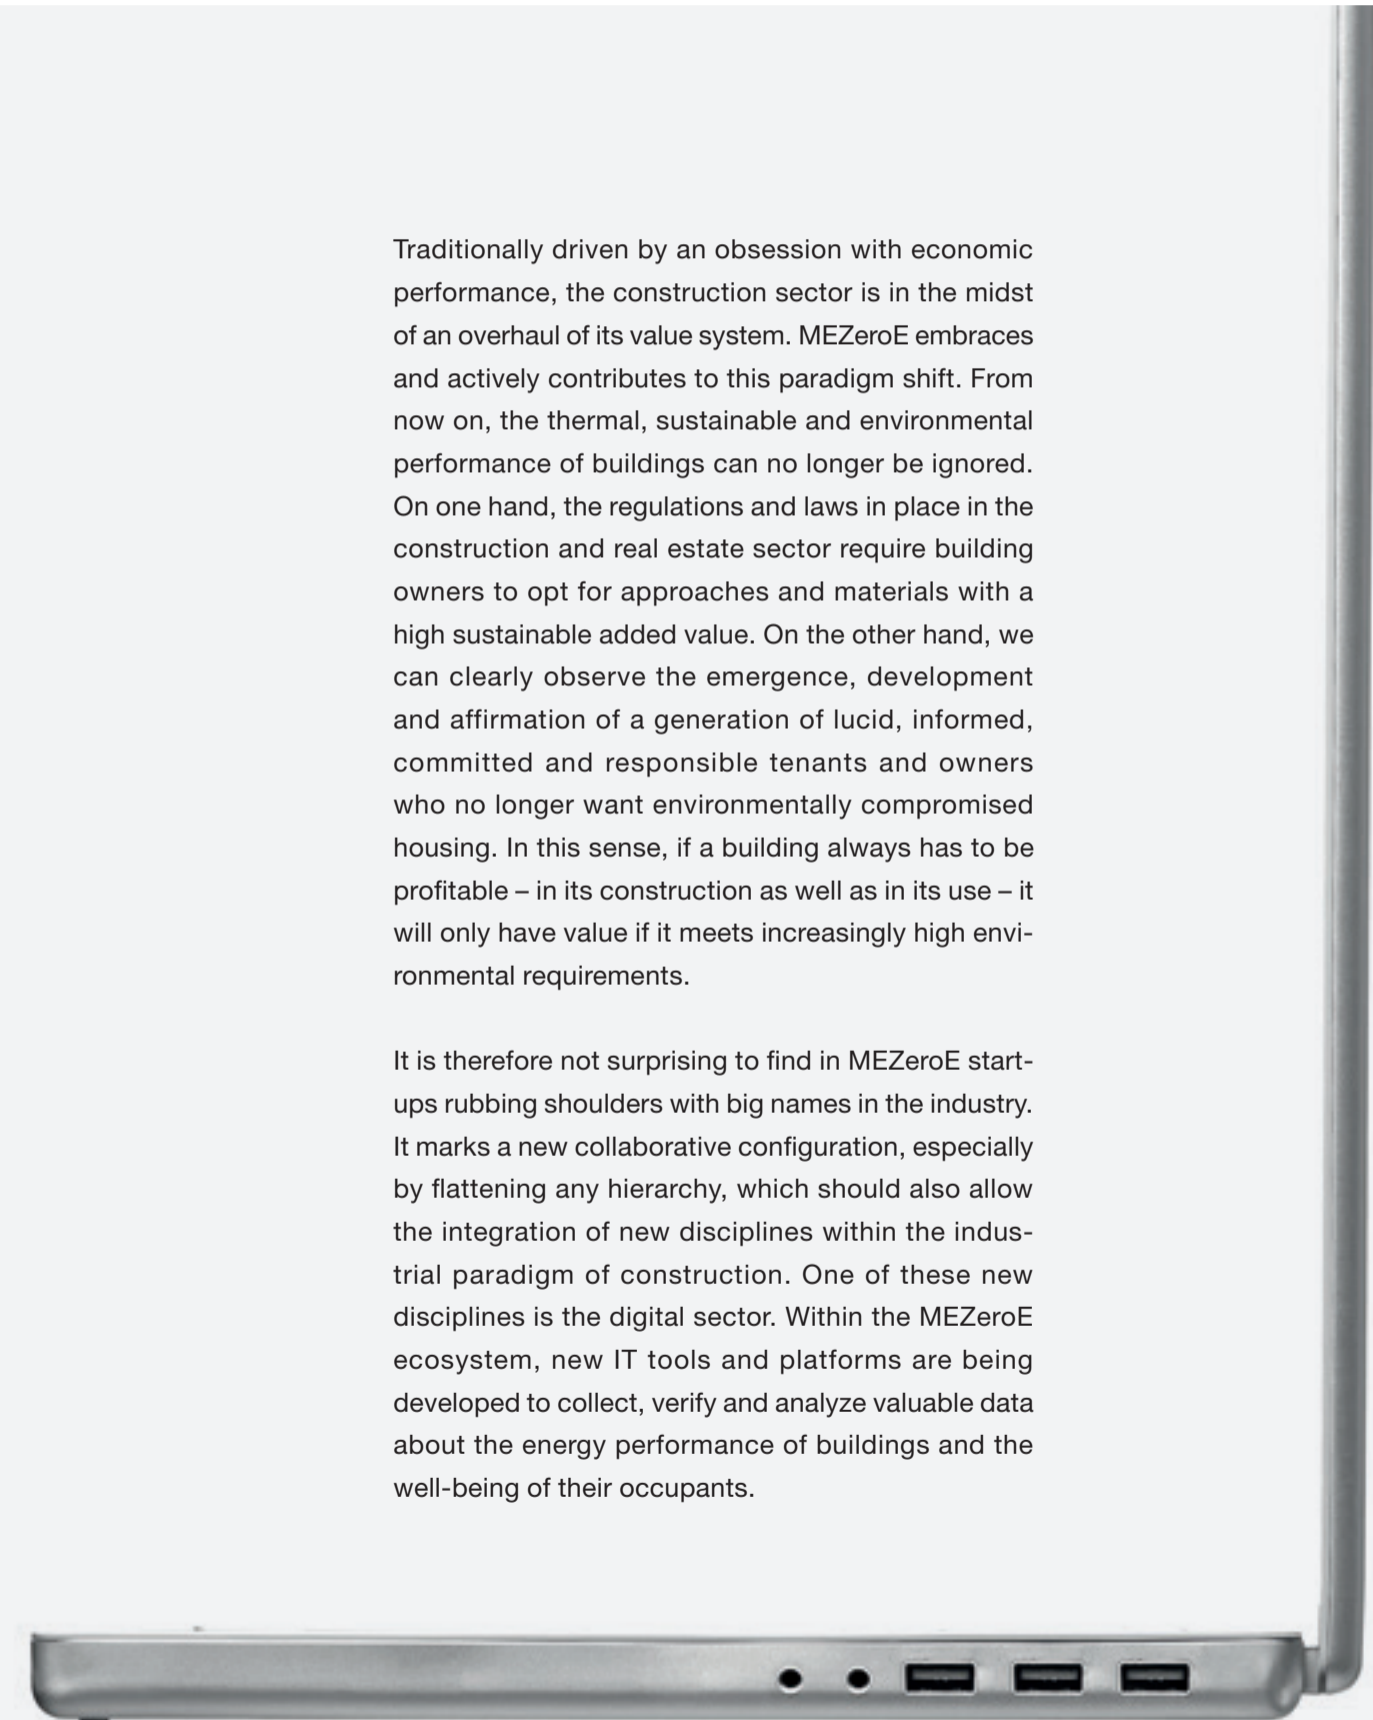 Traditionally driven by an obsession with economic
performance, the construction sector is in the midst
of an overhaul of its value system. MEZeroE embraces
and actively contributes to this paradigm shift. From
now on, the thermal, sustainable and environmental
performance of buildings can no longer be ignored.
On one hand, the regulations and laws in place in the
construction and real estate sector require building
owners to opt for approaches and materials with a
high sustainable added value. On the other hand, we
can clearly observe the emergence, development
and affirmation of a generation of lucid, informed,
committed and responsible tenants and owners
who no longer want environmentally compromised
housing. In this sense, if a building always has to be
profitable – in its construction as well as in its use – it
will only have value if it meets increasingly high envi-
ronmental requirements.

It is therefore not surprising to find in MEZeroE start-
ups rubbing shoulders with big names in the industry.
It marks a new collaborative configuration, especially
by flattening any hierarchy, which should also allow
the integration of new disciplines within the indus-
trial paradigm of construction. One of these new
disciplines is the digital sector. Within the MEZeroE
ecosystem, new IT tools and platforms are being
developed to collect, verify and analyze valuable data
about the energy performance of buildings and the
well-being of their occupants.